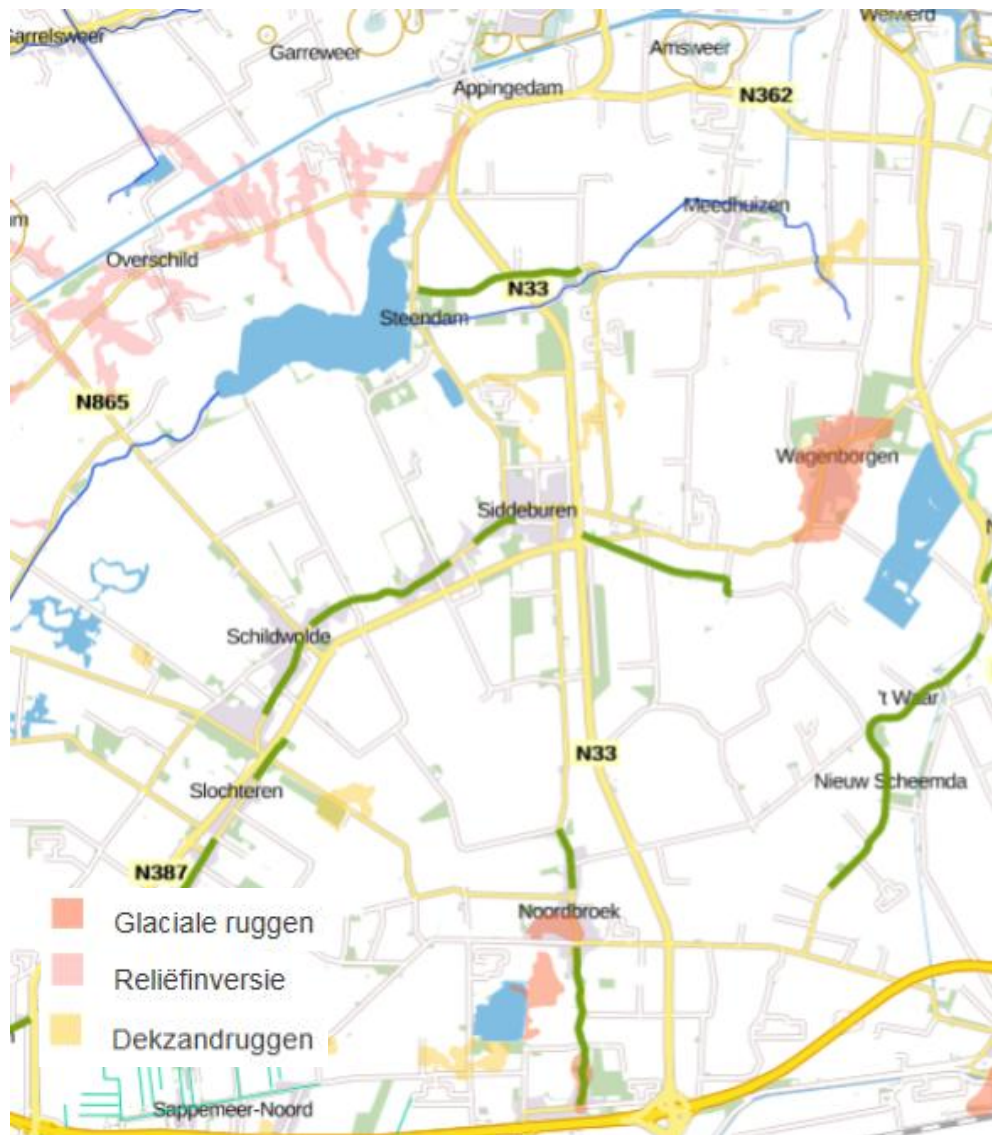 Garrelsweer
Garreweer
Amsweer
Weiwerd
Appingedam
N362
Meedhuizen
Overschild
N33
Steendam
N865
Wagenborgen
Siddeburen
Schildwolde
't Waar
N33
Nieuw Scheemda
Slochteren
N387
Noordbroek
Glaciale ruggen
Reliëfinversie
Dekzandruggen
Sappemeer-Noord